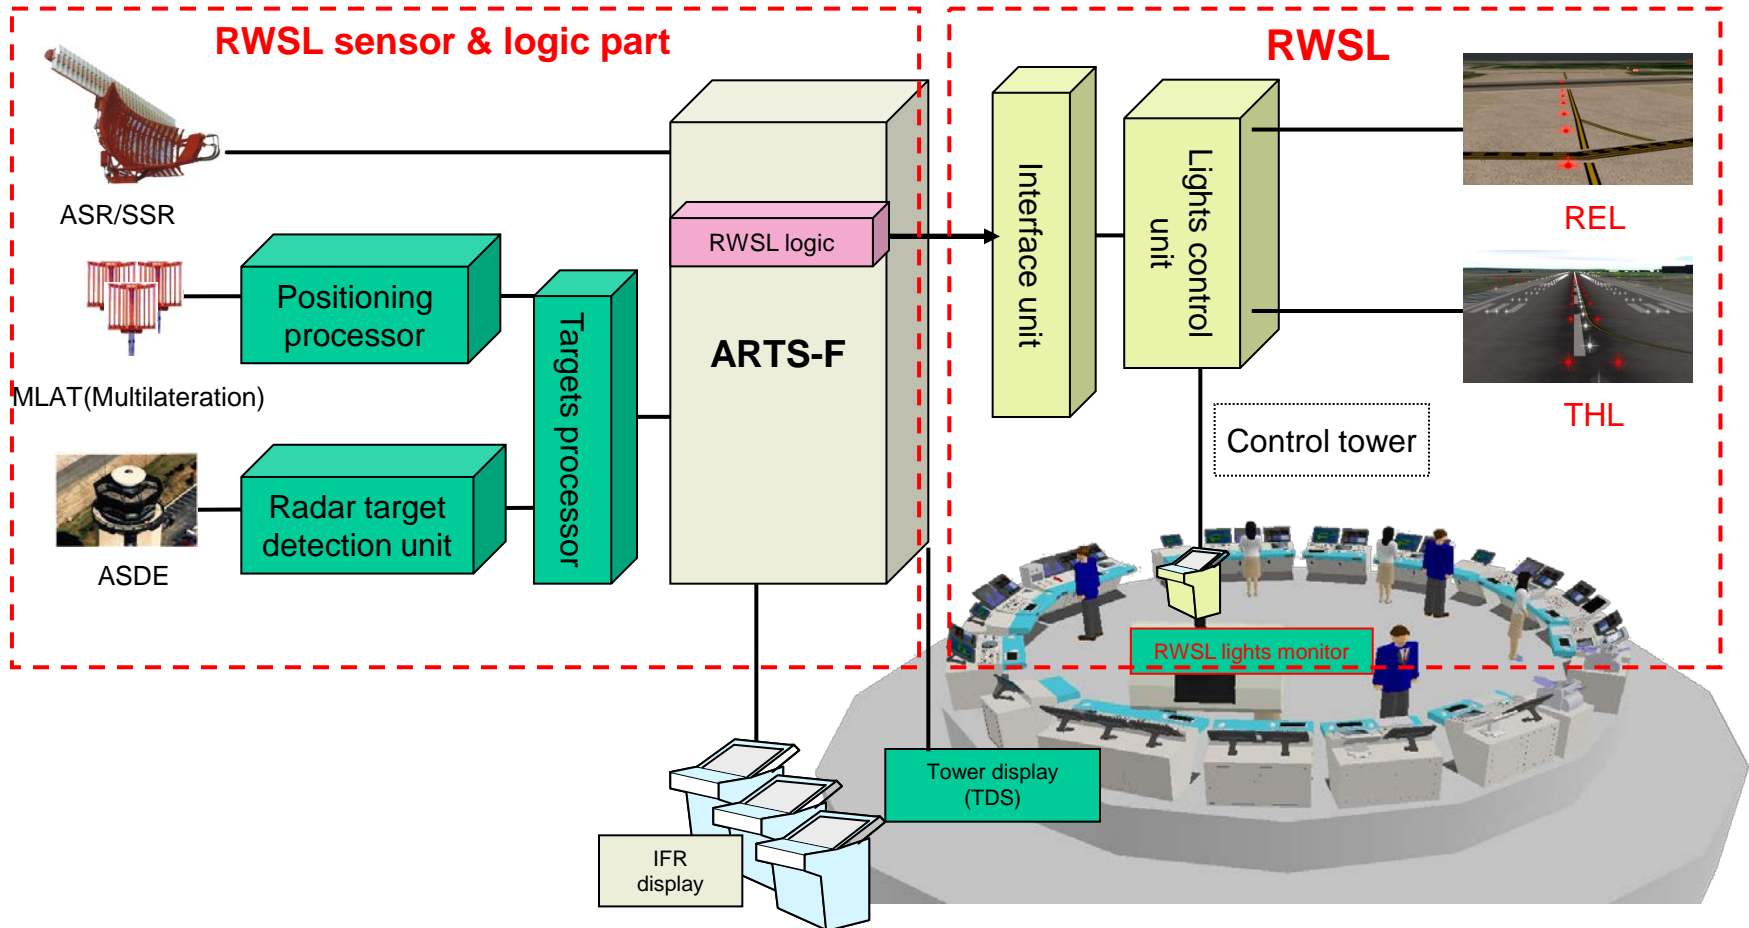 RWSL sensor & logic part
RWSL
ASR/SSR
RWSL logic
Positioning
processor
MLAT(Multilateration)
Targets processor
ARTS-F
Radar target
detection unit
ASDE
Interface unit
Lights control
unit
REL
THL
Control tower
RWSL lights monitor
Tower display
(TDS)
IFR
display